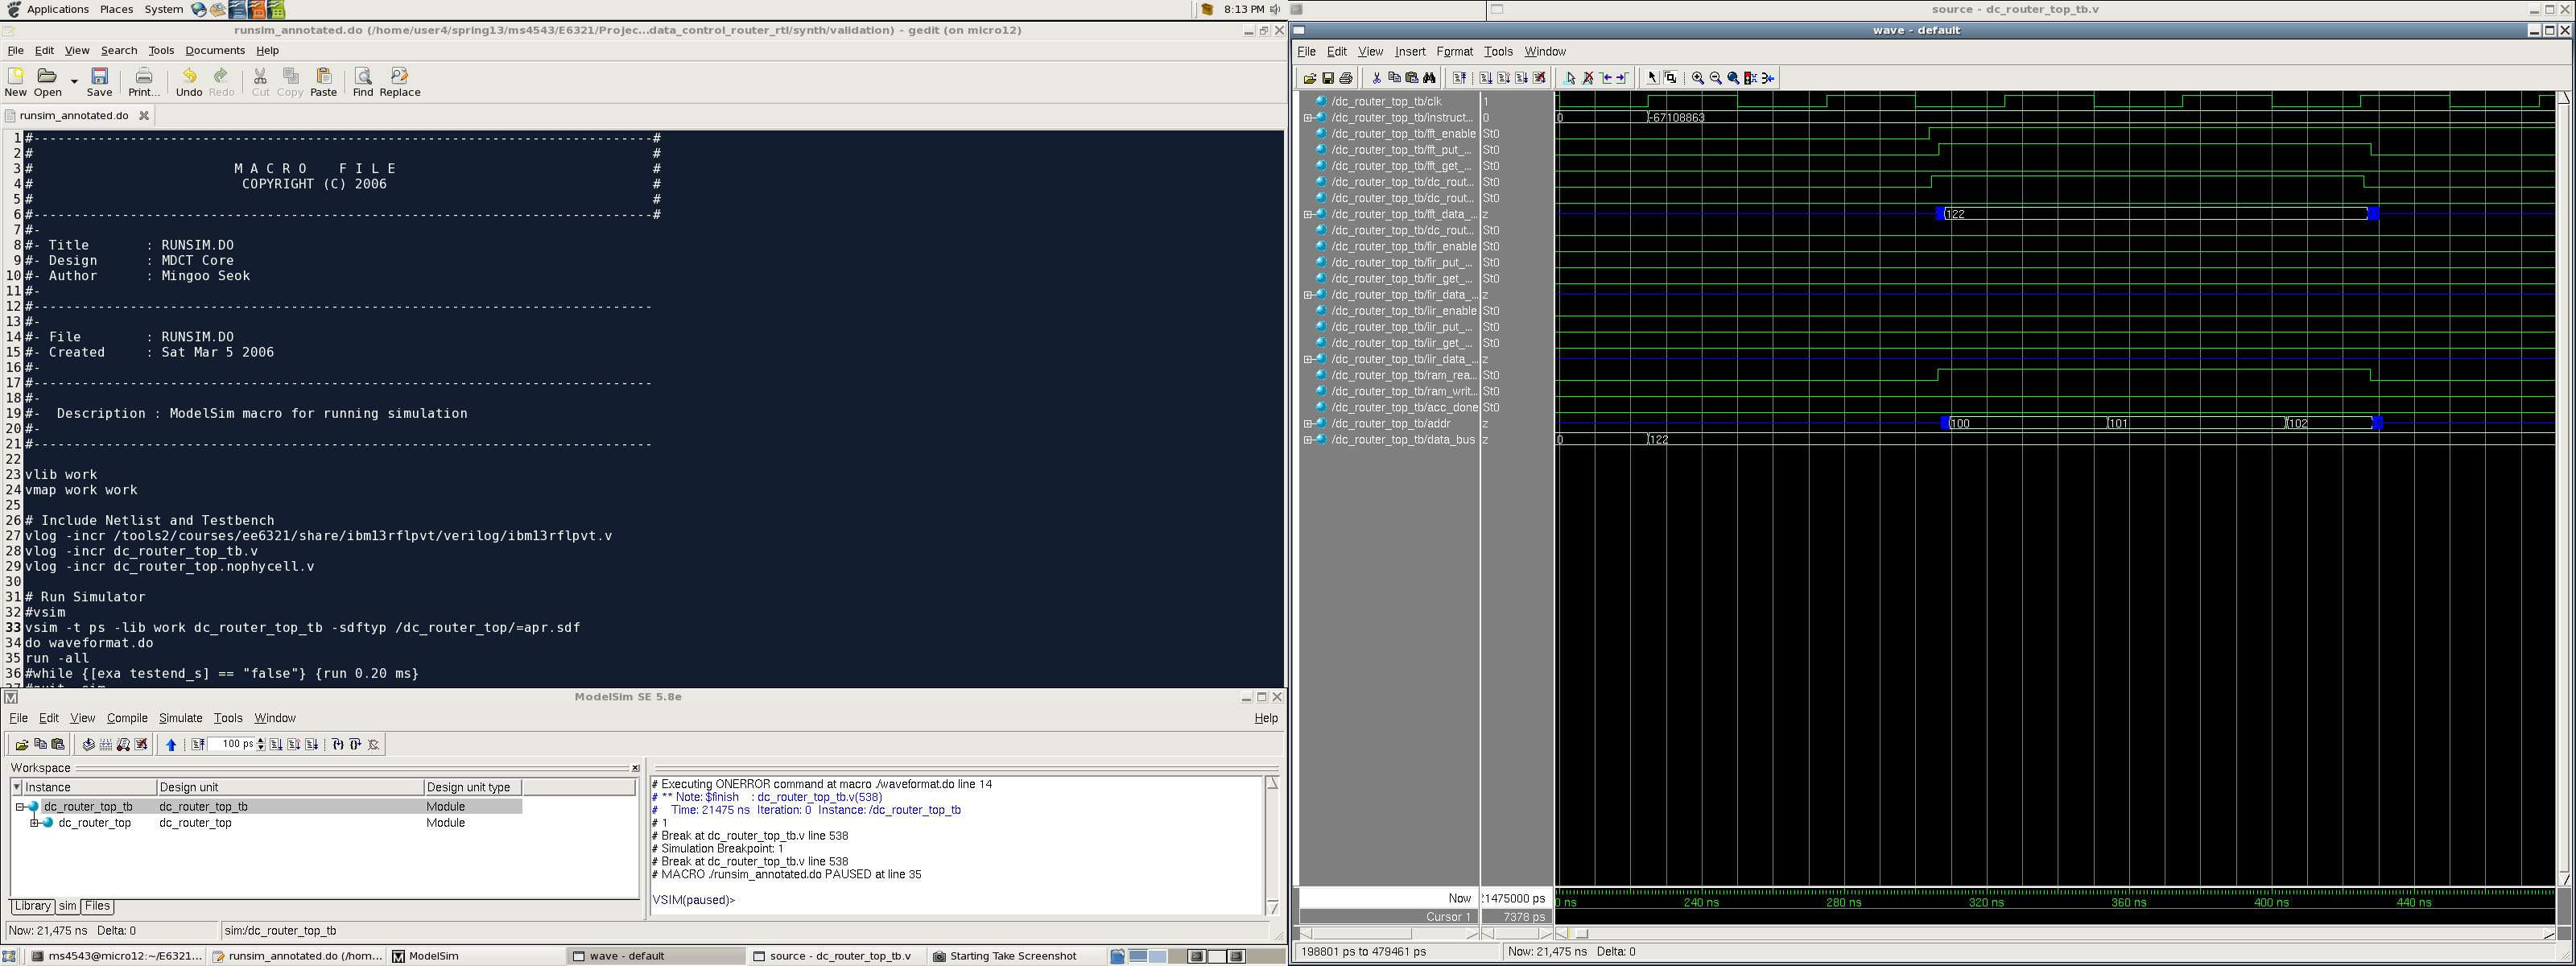 Applications Places System
8:13 PM
source - dc_router_top_tb.v
runsim_annotated.do (/home/user4/spring13/ms4543/E6321/Projec...data_control_router_rtl/synth/validation) - gedit (on micro12)
File Edit View Search Tools Documents Help
New Open Save Print... Undo Redo Cut Copy Paste Find Replace
runsim_annotated.do
1 #------------------------------------------------------------------------------#
2 # #
3 # M A C R O F I L E #
4 # COPYRIGHT (C) 2006 #
5 # #
6 #------------------------------------------------------------------------------#
7 #-
8 #- Title : RUNSIM.DO
9 #- Design : MDCT Core
10 #- Author : Mingoo Seok
11 #-
12 #------------------------------------------------------------------------------
13 #-
14 #- File : RUNSIM.DO
15 #- Created : Sat Mar 5 2006
16 #-
17 #------------------------------------------------------------------------------
18 #-
19 #- Description : ModelSim macro for running simulation
20 #-
21 #------------------------------------------------------------------------------
22
23 vlib work
24 vmap work work
25
26 # Include Netlist and Testbench
27 vlog -incr /tools2/courses/ee6321/share/ibm13rflpvt/verilog/ibm13rflpvt.v
28 vlog -incr dc_router_top_tb.v
29 vlog -incr dc_router_top.nophycell.v
30
31 # Run Simulator
32 #vsim
33 vsim -t ps -lib work dc_router_top_tb -sdftyp /dc_router_top/=apr.sdf
34 do waveformat.do
35 run -all
36 #while {[exa testend_s] == "false"} {run 0.20 ms}
ModelSim SE 5.8e
File Edit View Compile Simulate Tools Window Help
100 ps
Workspace
Instance Design unit Design unit type
dc_router_top_tb dc_router_top_tb Module
dc_router_top dc_router_top Module
Library sim Files
# Executing ONERROR command at macro ./waveformat.do line 14
# ** Note: $finish : dc_router_top_tb.v(538)
# Time: 21475 ns Iteration: 0 Instance: /dc_router_top_tb
# 1
# Break at dc_router_top_tb.v line 538
# Simulation Breakpoint: 1
# Break at dc_router_top_tb.v line 538
# MACRO ./runsim_annotated.do PAUSED at line 35
VSIM(paused)>
Now: 21,475 ns Delta: 0 sim:/dc_router_top_tb
wave - default
File Edit View Insert Format Tools Window
/dc_router_top_tb/clk 1
/dc_router_top_tb/instruct... 0 0 -67108863
/dc_router_top_tb/fft_enable St0
/dc_router_top_tb/fft_put_... St0
/dc_router_top_tb/fft_get_... St0
/dc_router_top_tb/dc_rout... St0
/dc_router_top_tb/dc_rout... St0
/dc_router_top_tb/fft_data_... z 122
/dc_router_top_tb/dc_rout... St0
/dc_router_top_tb/fir_enable St0
/dc_router_top_tb/fir_put_... St0
/dc_router_top_tb/fir_get_... St0
/dc_router_top_tb/fir_data_... z
/dc_router_top_tb/iir_enable St0
/dc_router_top_tb/iir_put_... St0
/dc_router_top_tb/iir_get_... St0
/dc_router_top_tb/iir_data_... z
/dc_router_top_tb/ram_rea... St0
/dc_router_top_tb/ram_writ... St0
/dc_router_top_tb/acc_done St0
/dc_router_top_tb/addr z 100 101 102
/dc_router_top_tb/data_bus z 0 122
Now 1475000 ps 0 ns 240 ns 280 ns 320 ns 360 ns 400 ns 440 ns
Cursor 1 7378 ps
198801 ps to 479461 ps Now: 21,475 ns Delta: 0
ms4543@micro12:~/E6321... runsim_annotated.do (/hom... ModelSim wave - default source - dc_router_top_tb.v Starting Take Screenshot